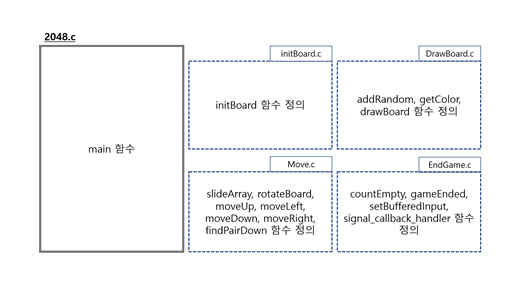 2048.c
main 함수
initBoard.c
initBoard 함수 정의
DrawBoard.c
addRandom, getColor,
drawBoard 함수 정의
Move.c
slideArray, rotateBoard,
moveUp, moveLeft,
moveDown, moveRight,
findPairDown 함수 정의
EndGame.c
countEmpty, gameEnded,
setBufferedInput,
signal_callback_handler 함수
정의